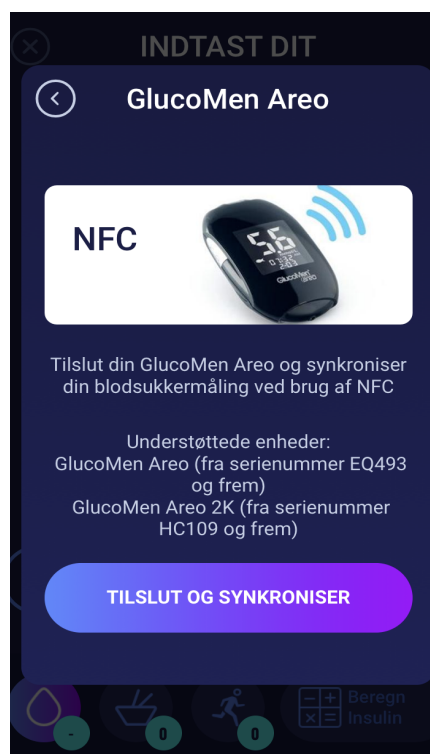 INDTAST DIT
GlucoMen Areo
NFC
5.6
GlucoMen
areo
Tilslut din GlucoMen Areo og synkroniser
din blodsukkermåling ved brug af NFC
Understøttede enheder:
GlucoMen Areo (fra serienummer EQ493
og frem)
GlucoMen Areo 2K (fra serienummer
HC109 og frem)
TILSLUT OG SYNKRONISER
- 0 0
Beregn
Insulin